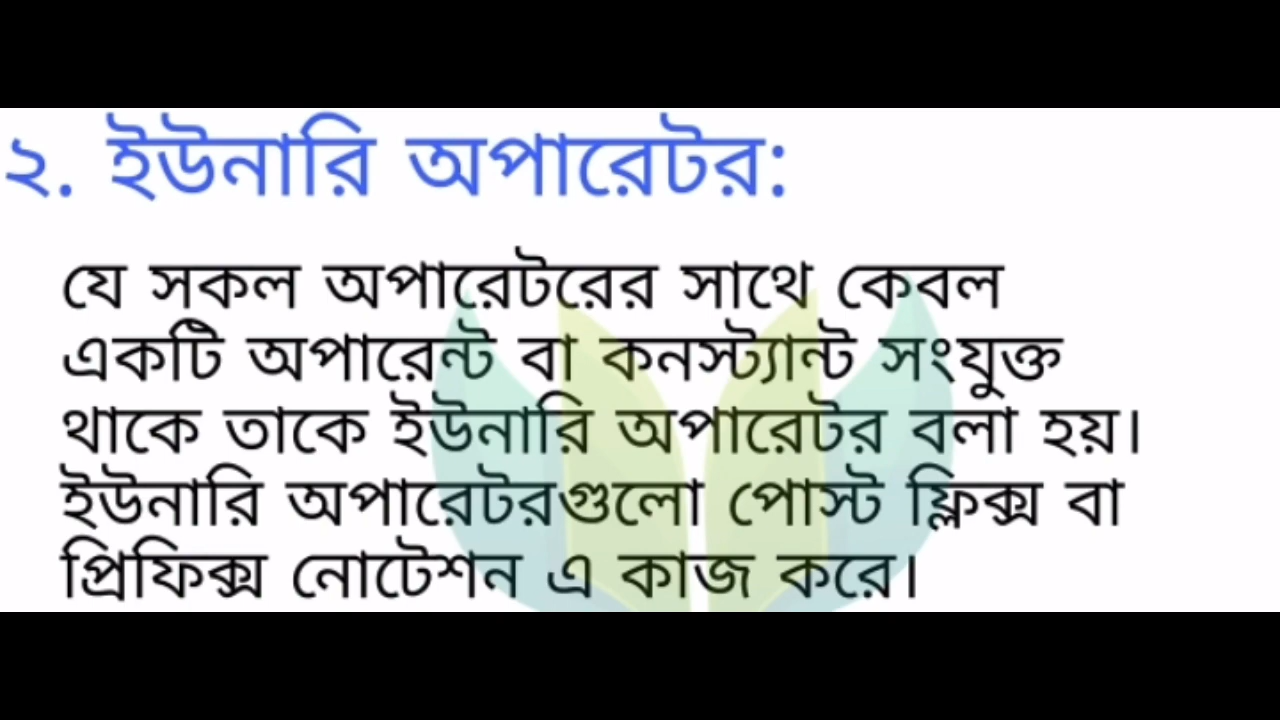 ২. ইউনারি অপারেটর:
যে সকল অপারেটরের সাথে কেবল
একটি অপারেন্ট বা কনস্ট্যান্ট সংযুক্ত
থাকে তাকে ইউনারি অপারেটর বলা হয়।
ইউনারি অপারেটরগুলো পোস্ট ফ্লিক্স বা
প্রিফিক্স নোটেশন এ কাজ করে।